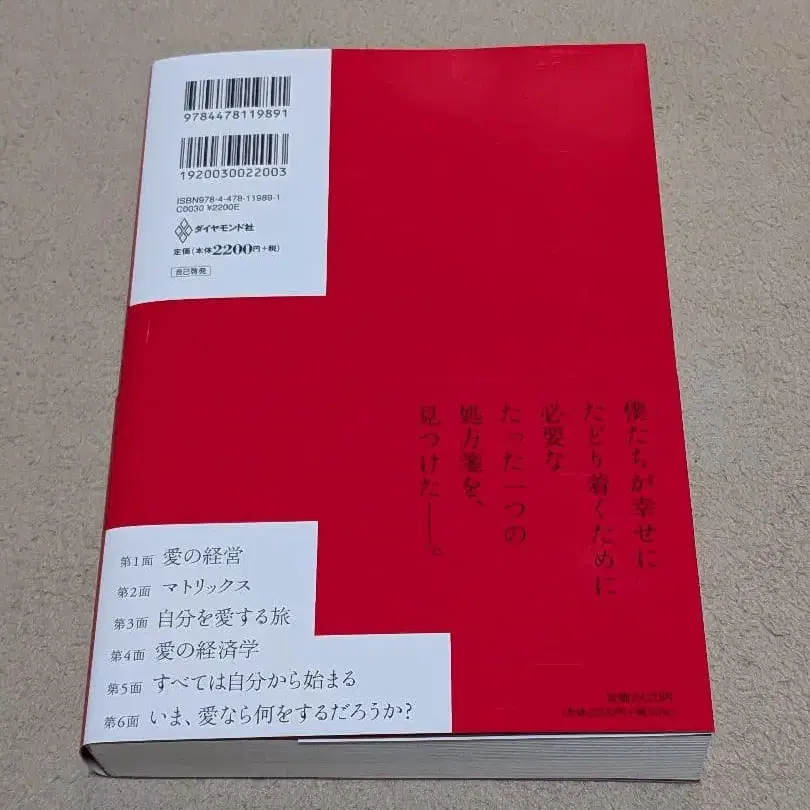 9784478119891
1920030022003
ISBN978-4-478-11989-1
C0030 ¥2200E
ダイヤモンド社
定価(本体2200円+税)
自己啓発
僕たちが幸せに
たどり着くために
必要な
たった一つの
処方箋を、
見つけた——。
第1面 愛の経営
第2面 マトリックス
第3面 自分を愛する旅
第4面 愛の経済学
第5面 すべては自分から始まる
第6面 いま、愛なら何をするだろうか?